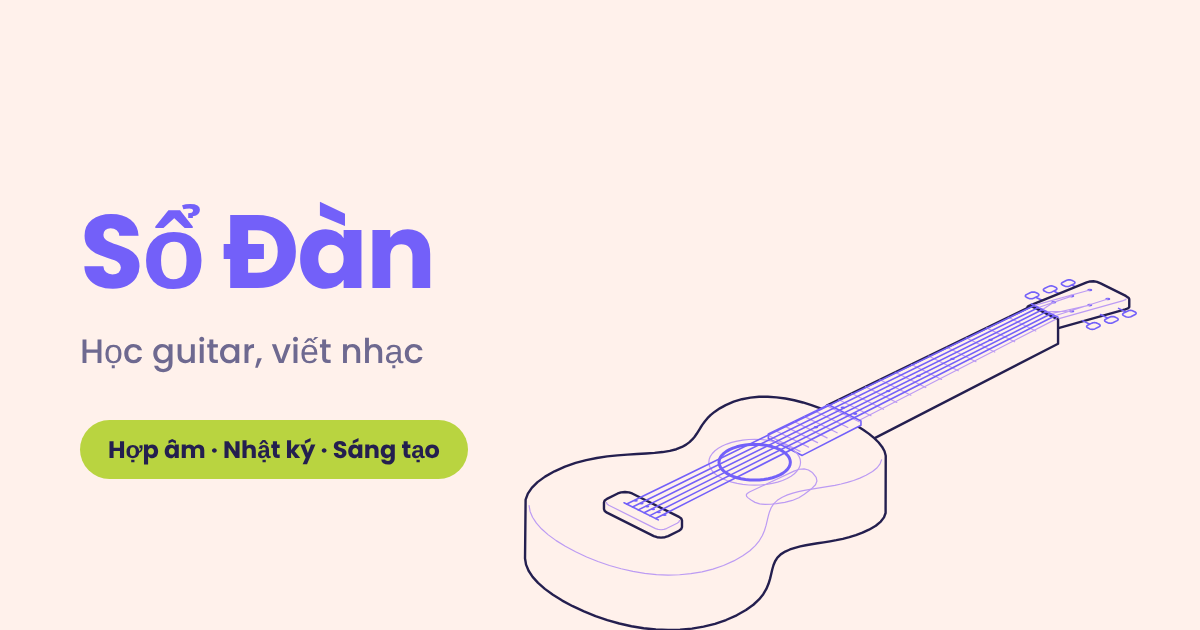 Sổ Đàn
Học guitar, viết nhạc
Hợp âm · Nhật ký · Sáng tạo